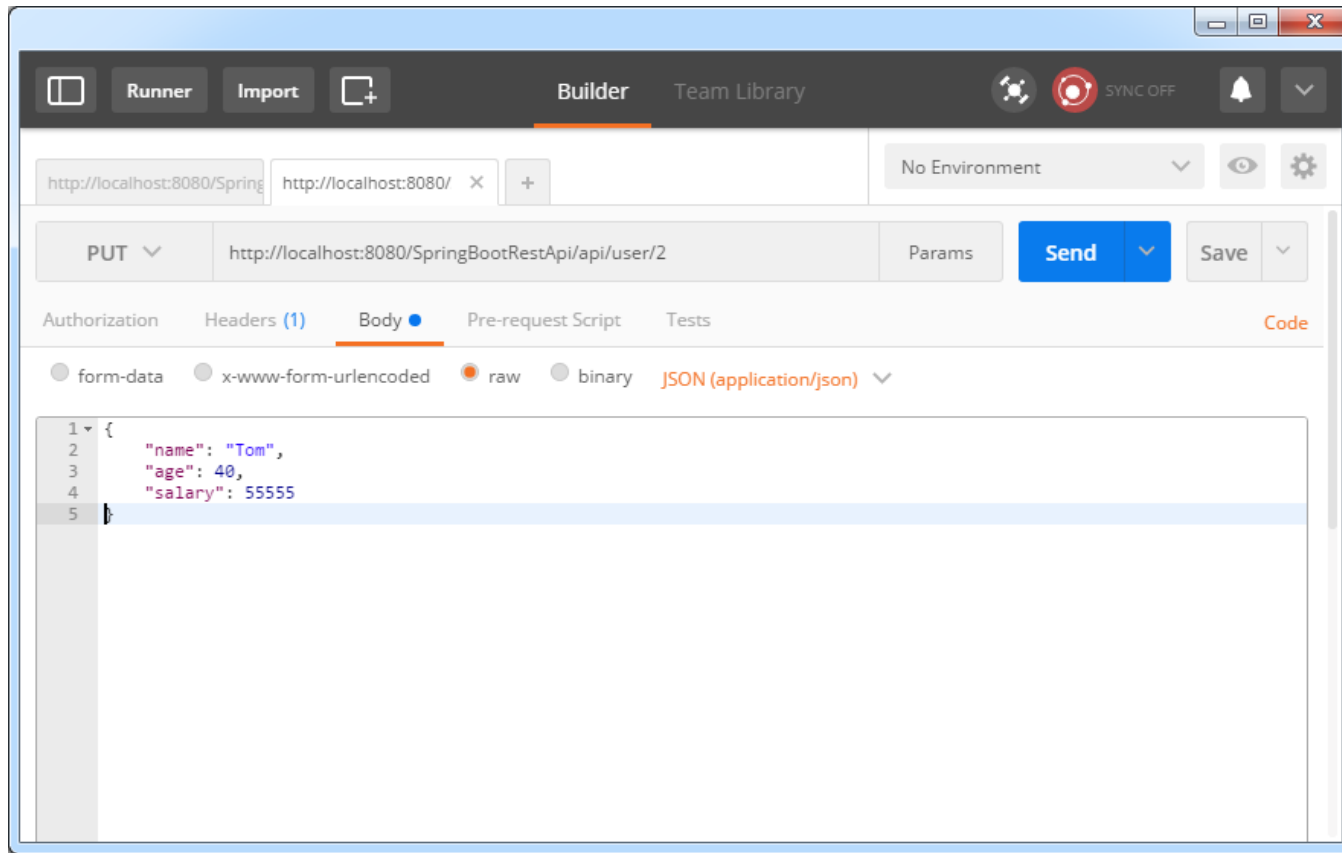 Runner Import Builder Team Library SYNC OFF
http://localhost:8080/Spring http://localhost:8080/ No Environment
PUT http://localhost:8080/SpringBootRestApi/api/user/2 Params Send Save
Authorization Headers (1) Body Pre-request Script Tests Code
form-data x-www-form-urlencoded raw binary JSON (application/json)
1 {
2 "name": "Tom",
3 "age": 40,
4 "salary": 55555
5 }